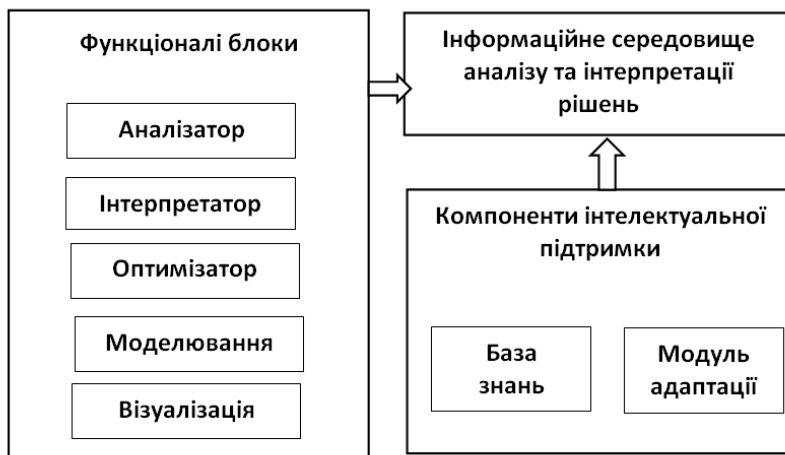 Функціоналі блоки
Аналізатор
Інтерпретатор
Оптимізатор
Моделювання
Візуалізація
Інформаційне середовище
аналізу та інтерпретації
рішень
Компоненти інтелектуальної
підтримки
База
знань
Модуль
адаптації